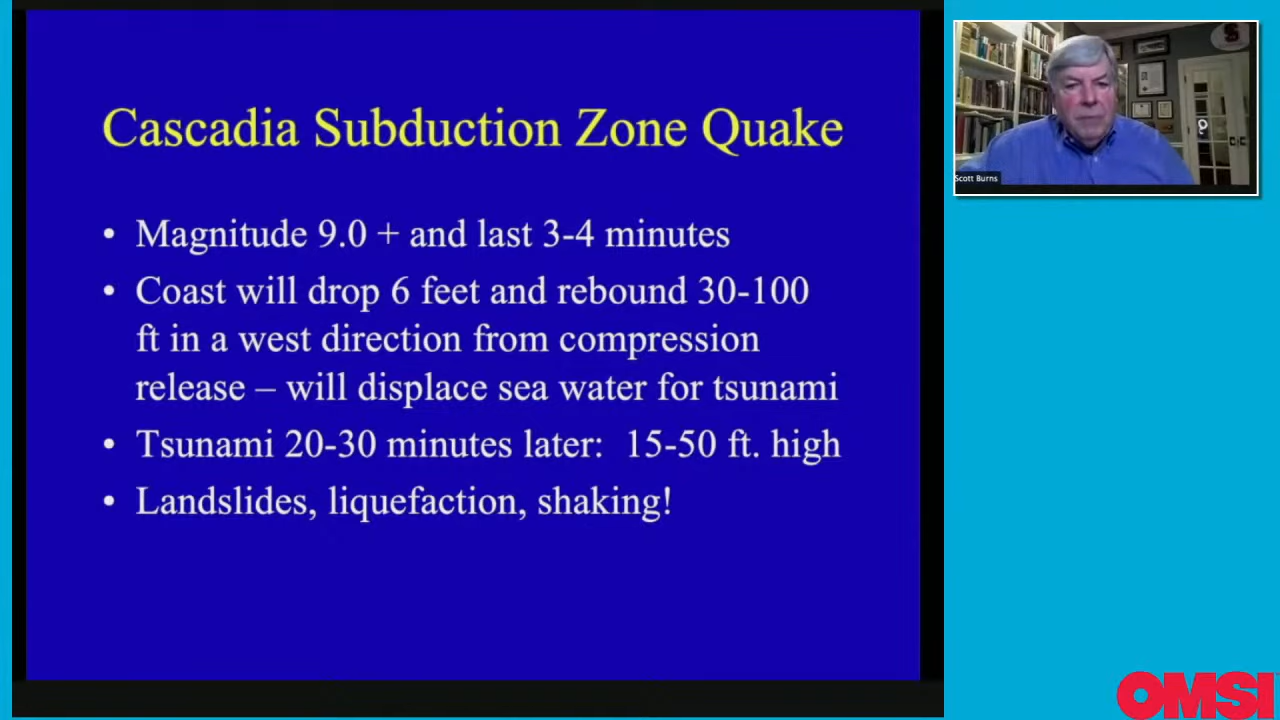 Cascadia Subduction Zone Quake
• Magnitude 9.0 + and last 3-4 minutes
• Coast will drop 6 feet and rebound 30-100
ft in a west direction from compression
release – will displace sea water for tsunami
• Tsunami 20-30 minutes later:  15-50 ft. high
• Landslides, liquefaction, shaking!
Scott Burns
OMSI